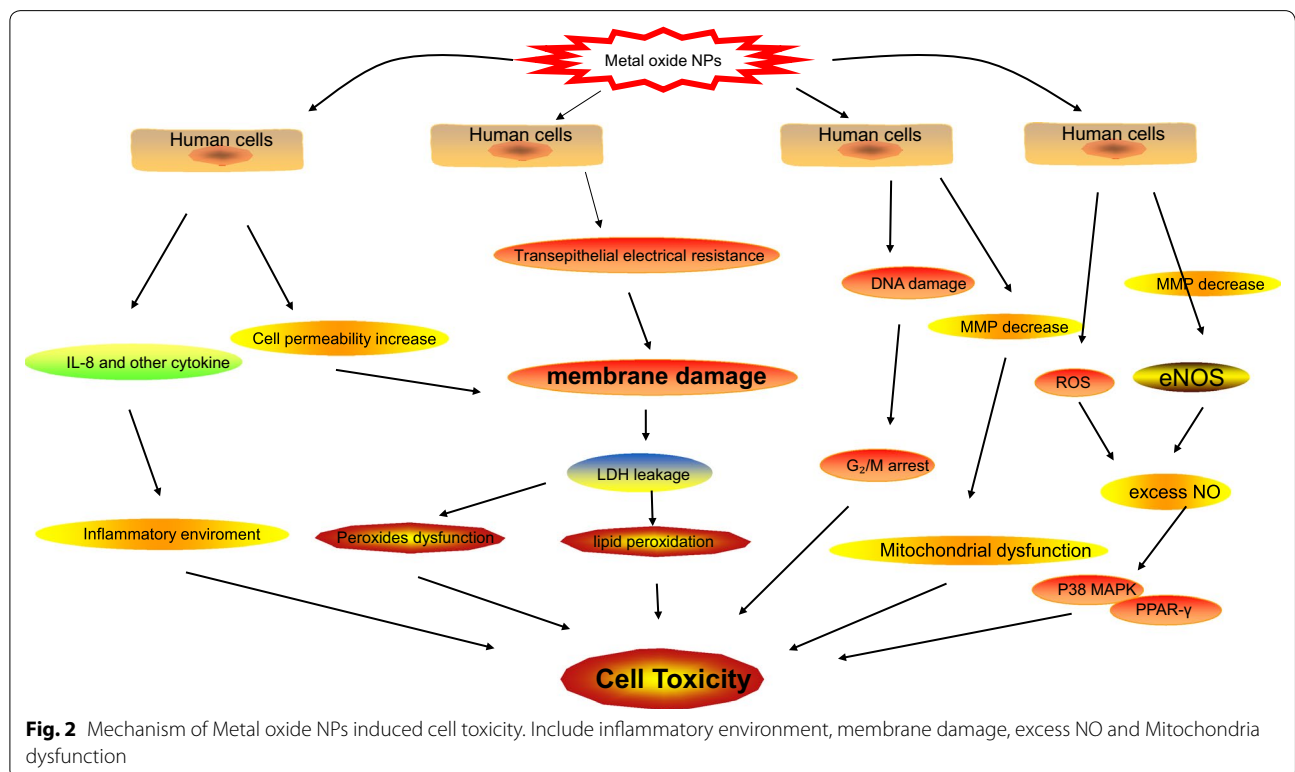 Metal oxide NPs
Human cells
Human cells
Human cells
Human cells
Transepithelial electrical resistance
DNA damage
MMP decrease
MMP decrease
Cell permeability increase
IL-8 and other cytokine
membrane damage
ROS
eNOS
LDH leakage
G₂/M arrest
excess NO
Inflammatory enviroment
Peroxides dysfunction
lipid peroxidation
Mitochondrial dysfunction
P38 MAPK
PPAR-γ
Cell Toxicity
Fig. 2 Mechanism of Metal oxide NPs induced cell toxicity. Include inflammatory environment, membrane damage, excess NO and Mitochondria
dysfunction